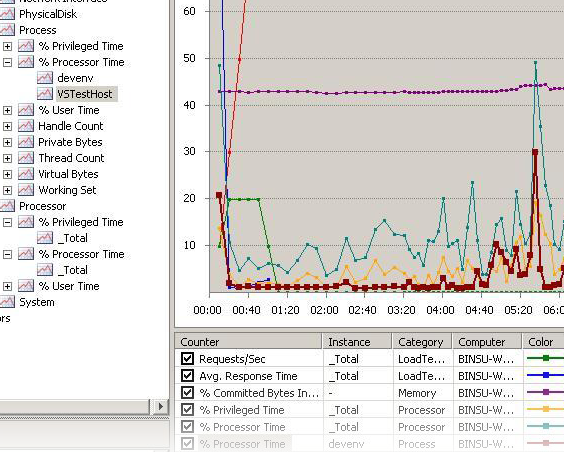 PhysicalDisk
Process
% Privileged Time
% Processor Time
devenv
VSTestHost
% User Time
Handle Count
Private Bytes
Thread Count
Virtual Bytes
Working Set
Processor
% Privileged Time
_Total
% Processor Time
_Total
% User Time
System
ors
60
50
40
30
20
10
00:00 00:40 01:20 02:00 02:40 03:20 04:00 04:40 05:20 06:0
Counter Instance Category Computer Color
Requests/Sec _Total LoadTe... BINSU-W...
Avg. Response Time _Total LoadTe... BINSU-W...
% Committed Bytes In... - Memory BINSU-W...
% Privileged Time _Total Processor BINSU-W...
% Processor Time _Total Processor BINSU-W...
% Processor Time devenv Process BINSU-W...